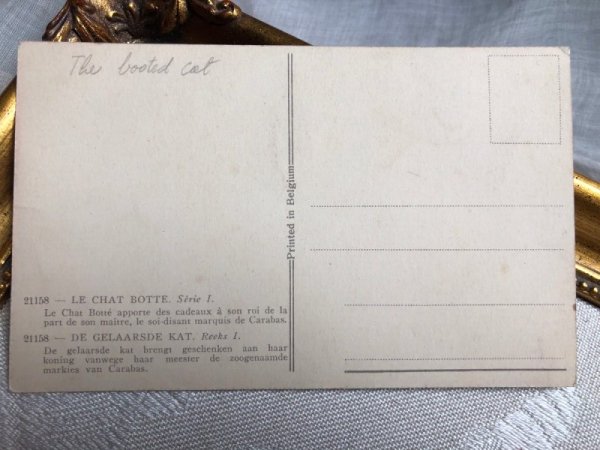 The booted cat
Printed in Belgium
21158 — LE CHAT BOTTE. Série I.
Le Chat Botté apporte des cadeaux à son roi de la
part de son maître, le soi-disant marquis de Carabas.
21158 — DE GELAARSDE KAT. Reeks I.
De gelaarsde kat brengt geschenken aan haar
koning vanwege haar meester de zoogenaamde
markies van Carabas.